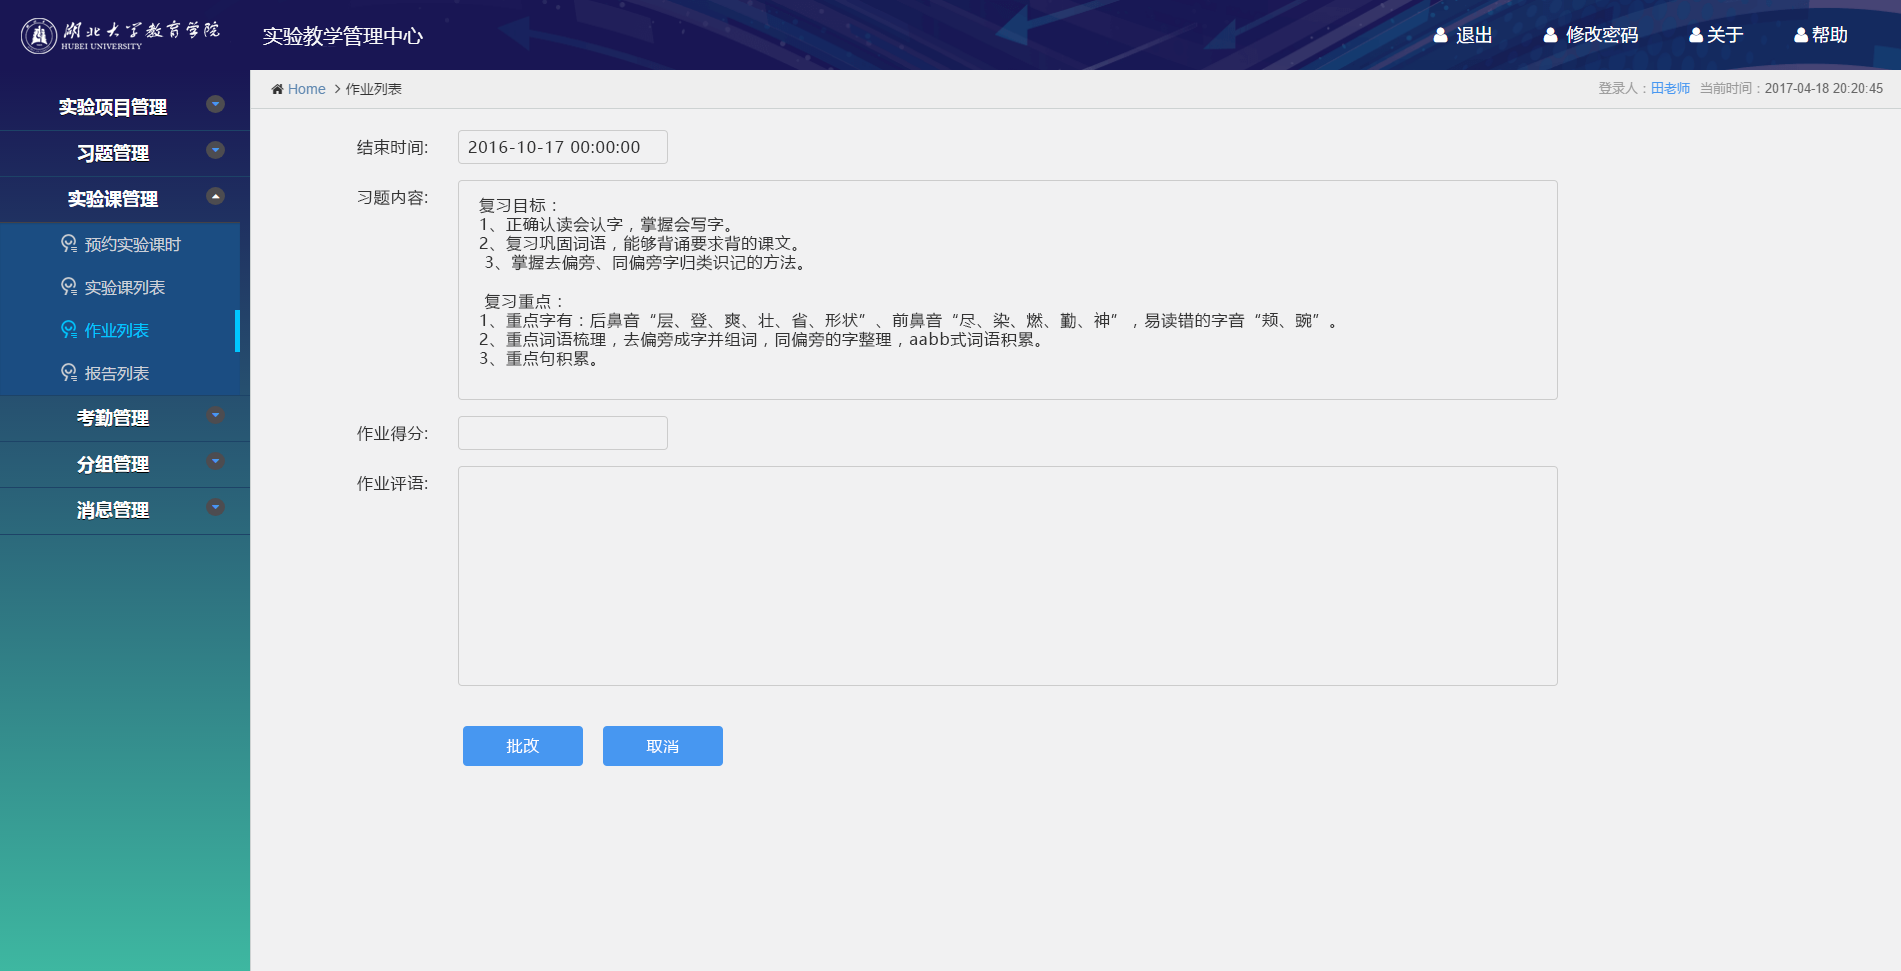 湖北大学教育学院
HUBEI UNIVERSITY
实验教学管理中心
退出
修改密码
关于
帮助
Home > 作业列表
登录人：田老师 当前时间：2017-04-18 20:20:45
实验项目管理
习题管理
实验课管理
预约实验课时
实验课列表
作业列表
报告列表
考勤管理
分组管理
消息管理
结束时间:
2016-10-17 00:00:00
习题内容:
复习目标：
1、正确认读会认字，掌握会写字。
2、复习巩固词语，能够背诵要求背的课文。
3、掌握去偏旁、同偏旁字归类识记的方法。
复习重点：
1、重点字有：后鼻音“层、登、爽、壮、省、形状”、前鼻音“尽、染、燃、勤、神”，易读错的字音“颊、豌”。
2、重点词语梳理，去偏旁成字并组词，同偏旁的字整理，aabb式词语积累。
3、重点句积累。
作业得分:
作业评语:
批改
取消